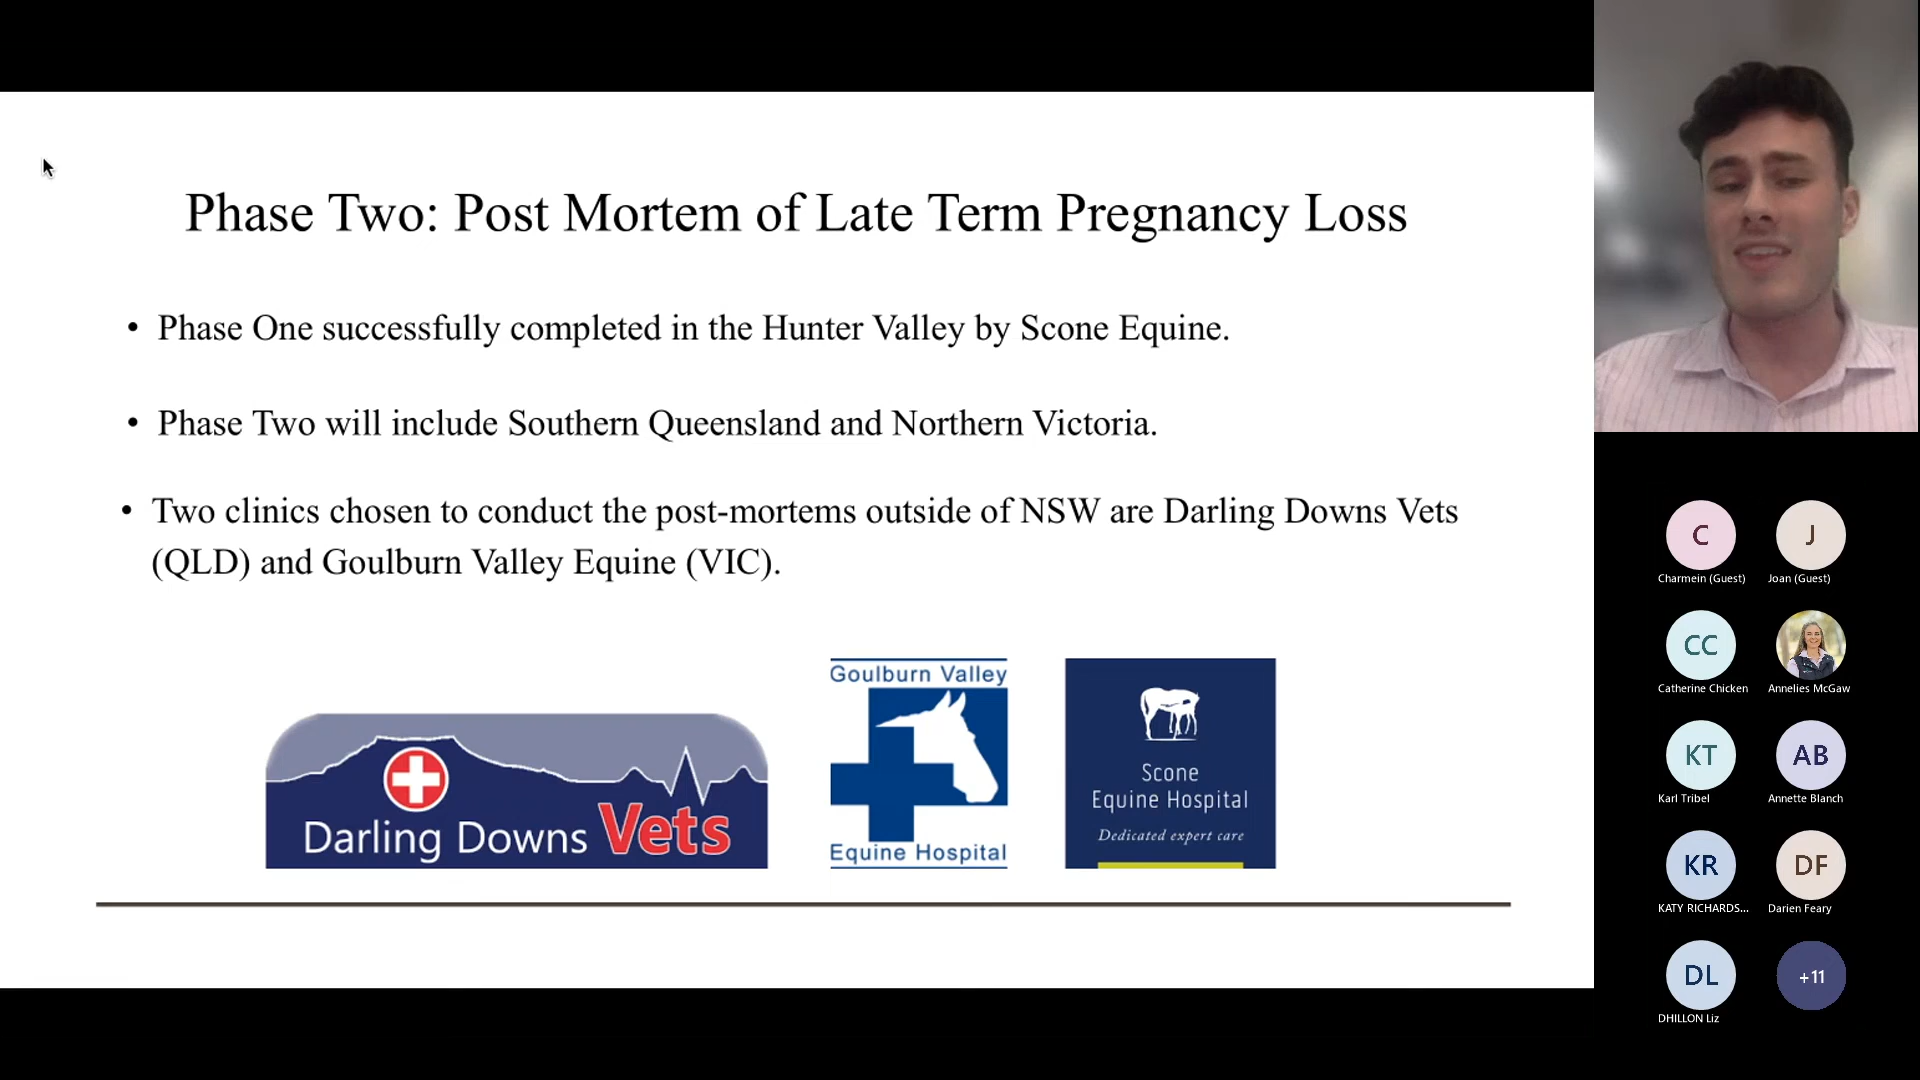 Phase Two: Post Mortem of Late Term Pregnancy Loss
• Phase One successfully completed in the Hunter Valley by Scone Equine.
• Phase Two will include Southern Queensland and Northern Victoria.
• Two clinics chosen to conduct the post-mortems outside of NSW are Darling Downs Vets
(QLD) and Goulburn Valley Equine (VIC).
Darling Downs Vets
Goulburn Valley
Equine Hospital
Scone
Equine Hospital
Dedicated expert care
C
J
Charmein (Guest)
Joan (Guest)
CC
Catherine Chicken
Annelies McGaw
KT
AB
Karl Tribel
Annette Blanch
KR
DF
KATY RICHARDS...
Darien Feary
DL
+11
DHILLON Liz